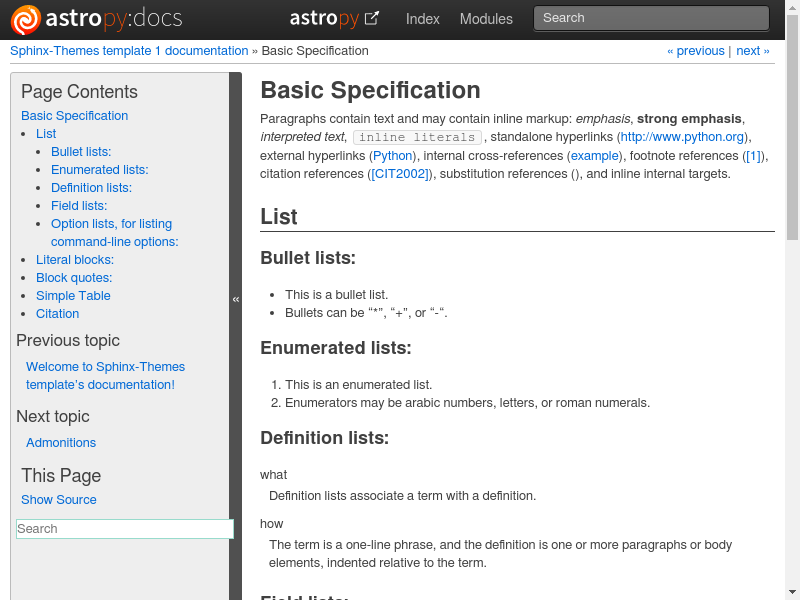 astropy:docs
astropy Index Modules Search
Sphinx-Themes template 1 documentation » Basic Specification
« previous | next »
Page Contents
Basic Specification
• List
• Bullet lists:
• Enumerated lists:
• Definition lists:
• Field lists:
• Option lists, for listing
command-line options:
• Literal blocks:
• Block quotes:
• Simple Table
• Citation
Previous topic
Welcome to Sphinx-Themes
template's documentation!
Next topic
Admonitions
This Page
Show Source
Search
«
Basic Specification
Paragraphs contain text and may contain inline markup: emphasis, strong emphasis,
interpreted text, inline literals, standalone hyperlinks (http://www.python.org),
external hyperlinks (Python), internal cross-references (example), footnote references ([1]),
citation references ([CIT2002]), substitution references (), and inline internal targets.
List
Bullet lists:
• This is a bullet list.
• Bullets can be “*”, “+”, or “-“.
Enumerated lists:
1. This is an enumerated list.
2. Enumerators may be arabic numbers, letters, or roman numerals.
Definition lists:
what
Definition lists associate a term with a definition.
how
The term is a one-line phrase, and the definition is one or more paragraphs or body
elements, indented relative to the term.
Field lists: